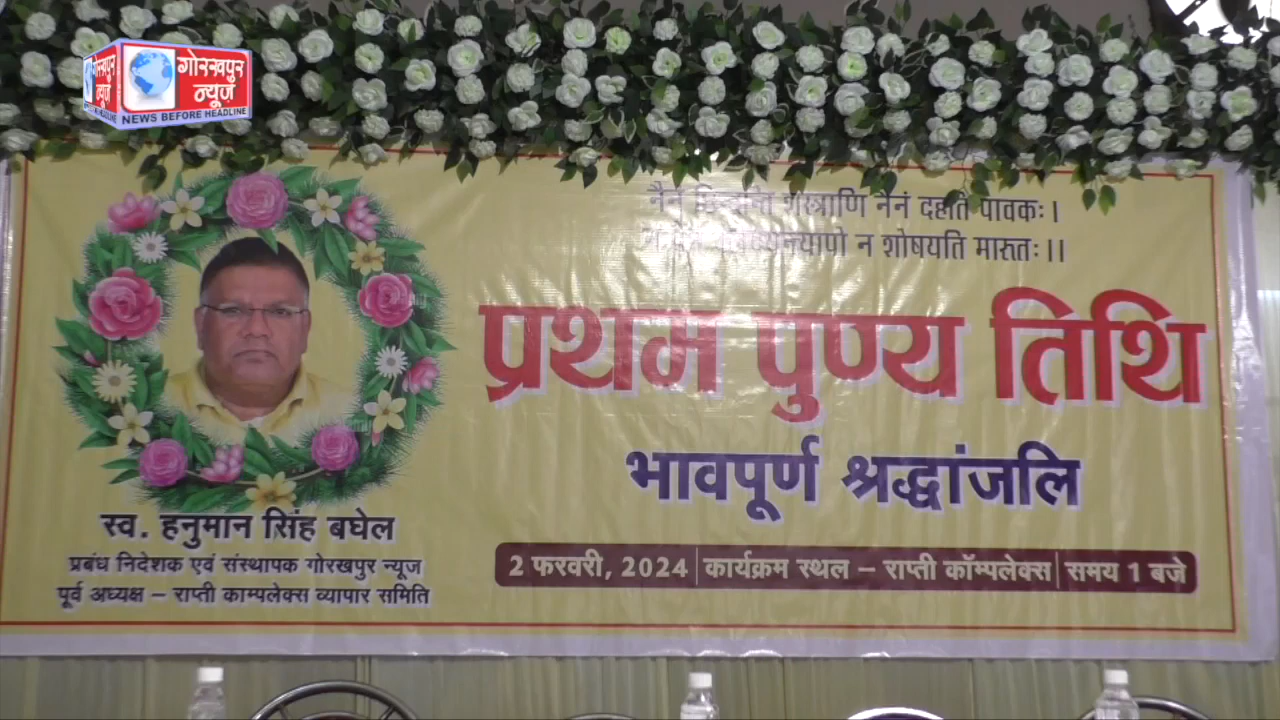 गोरखपुर न्यूज
NEWS BEFORE HEADLINE
शस्त्राणि नैनं दहति पावकः।
न शोषयति मारुतः।।
प्रथम पुण्य तिथि
भावपूर्ण श्रद्धांजलि
स्व. हनुमान सिंह बघेल
प्रबंध निदेशक एवं संस्थापक गोरखपुर न्यूज
पूर्व अध्यक्ष – राप्ती काम्पलेक्स व्यापार समिति
2 फरवरी, 2024 | कार्यक्रम स्थल – राप्ती कॉम्पलेक्स | समय 1 बजे